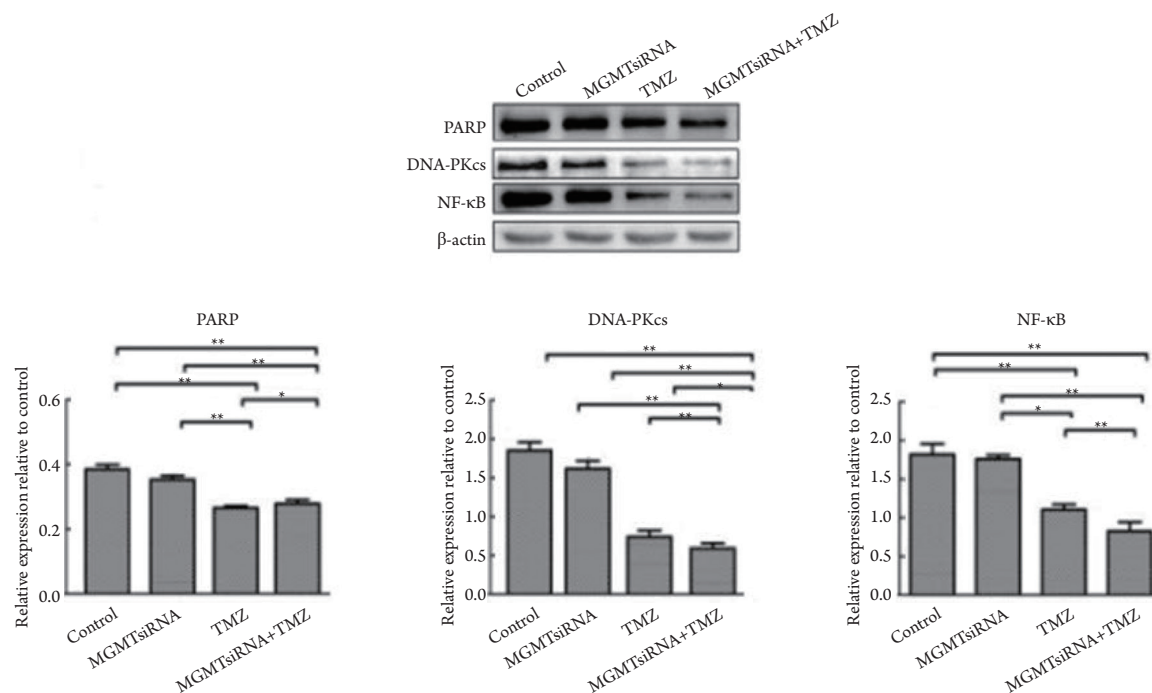 Control
MGMTsiRNA
TMZ
MGMTsiRNA+TMZ
PARP
DNA-PKcs
NF-κB
β-actin
PARP
Relative expression relative to control
0.6
0.4
0.2
0.0
**
**
**
*
**
Control
MGMTsiRNA
TMZ
MGMTsiRNA+TMZ
DNA-PKcs
Relative expression relative to control
2.5
2.0
1.5
1.0
0.5
0.0
**
**
*
**
**
Control
MGMTsiRNA
TMZ
MGMTsiRNA+TMZ
NF-κB
Relative expression relative to control
2.5
2.0
1.5
1.0
0.5
0.0
**
**
**
*
**
Control
MGMTsiRNA
TMZ
MGMTsiRNA+TMZ